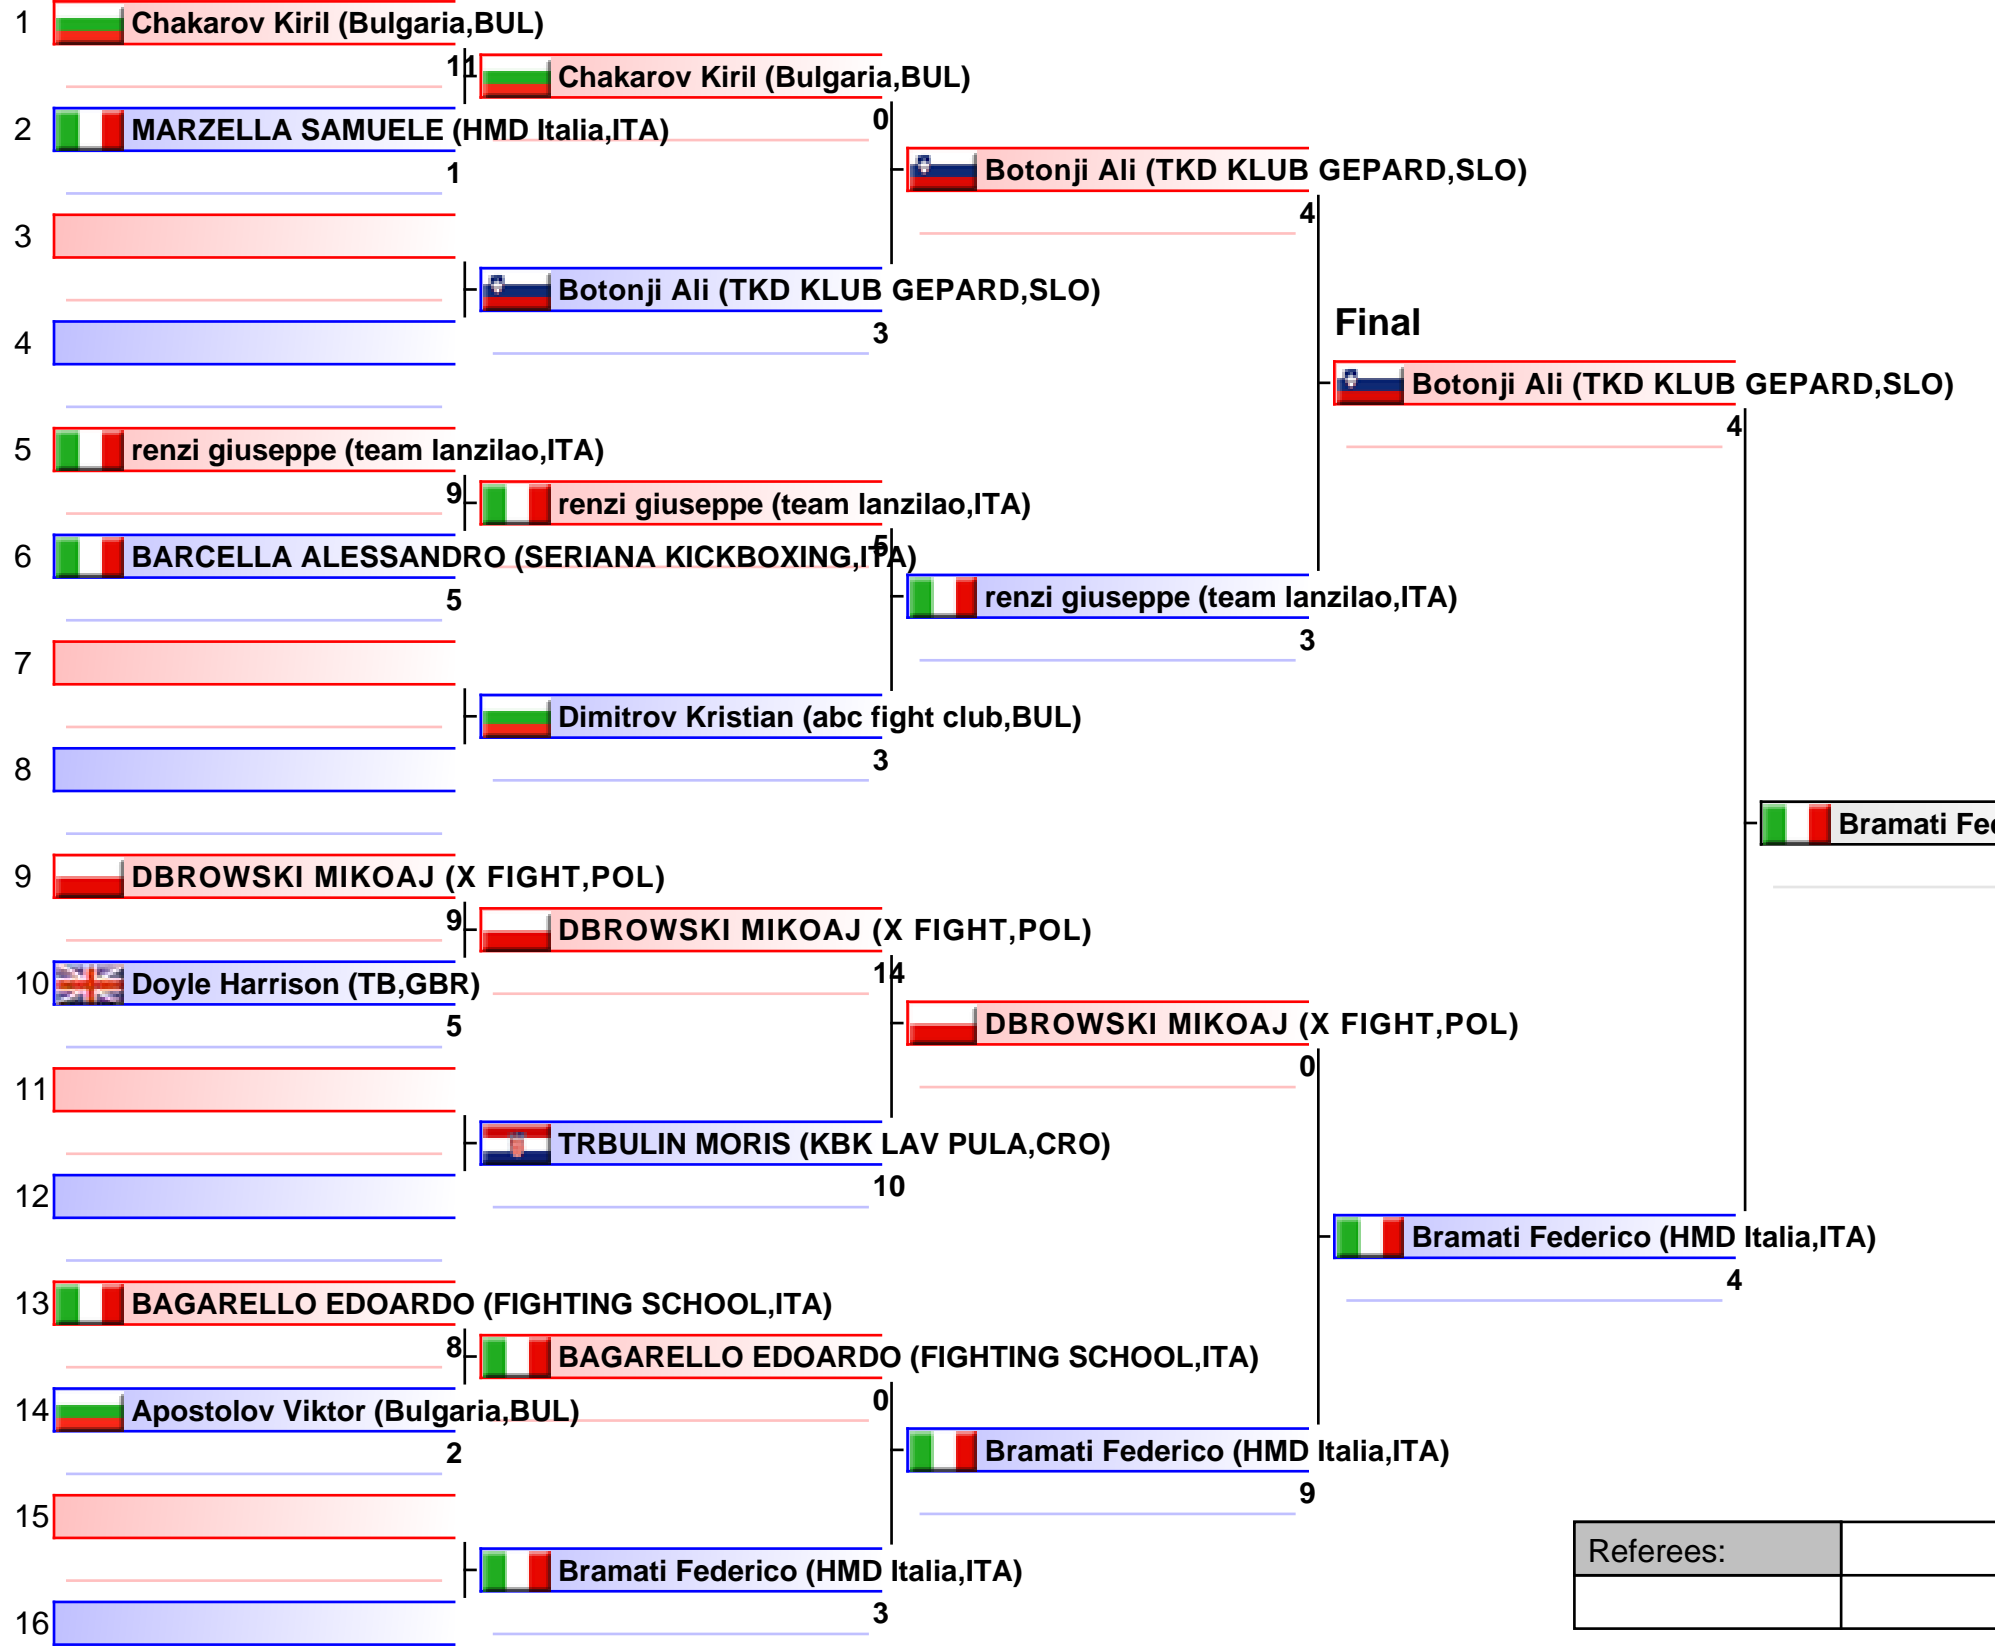 1 Chakarov Kiril (Bulgaria,BUL)
11 Chakarov Kiril (Bulgaria,BUL)
0
2 MARZELLA SAMUELE (HMD Italia,ITA)
1 Botonji Ali (TKD KLUB GEPARD,SLO)
4
3
Botonji Ali (TKD KLUB GEPARD,SLO)
3
4
Final
Botonji Ali (TKD KLUB GEPARD,SLO)
4
5 renzi giuseppe (team lanzilao,ITA)
9 renzi giuseppe (team lanzilao,ITA)
5
6 BARCELLA ALESSANDRO (SERIANA KICKBOXING,ITA)
5 renzi giuseppe (team lanzilao,ITA)
3
7
Dimitrov Kristian (abc fight club,BUL)
3
8
Bramati Fe
9 DBROWSKI MIKOAJ (X FIGHT,POL)
9 DBROWSKI MIKOAJ (X FIGHT,POL)
14
10 Doyle Harrison (TB,GBR)
5 DBROWSKI MIKOAJ (X FIGHT,POL)
0
11
TRBULIN MORIS (KBK LAV PULA,CRO)
10
12
Bramati Federico (HMD Italia,ITA)
4
13 BAGARELLO EDOARDO (FIGHTING SCHOOL,ITA)
8 BAGARELLO EDOARDO (FIGHTING SCHOOL,ITA)
0
14 Apostolov Viktor (Bulgaria,BUL)
2 Bramati Federico (HMD Italia,ITA)
9
15
Bramati Federico (HMD Italia,ITA)
3
16
Referees: